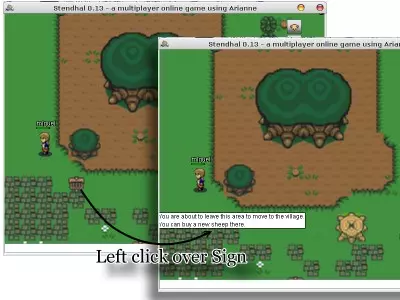 Stendhal 0.13 - a multiplayer online game using Arianne
Stendhal 0.13 - a multiplayer online game using Arianne
miguel
miguel
You are about to leave this area to move to the village.
You can buy a new sheep there.
Left click over Sign